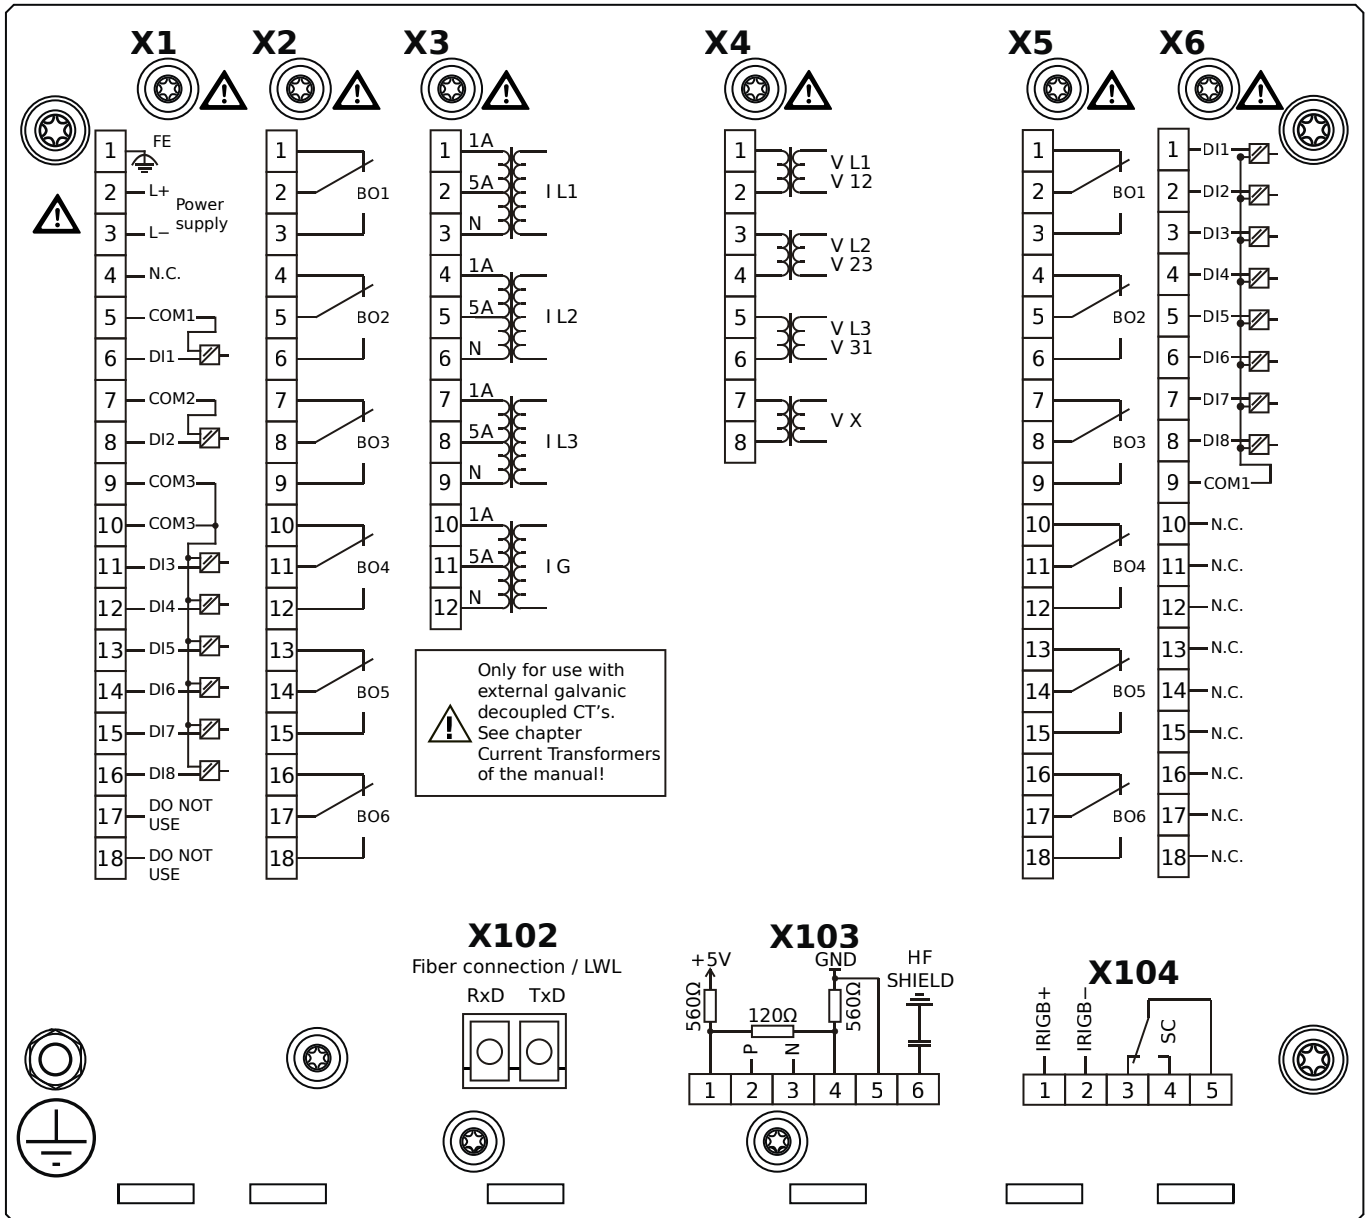 X1
1 FE
2 L+
Power
supply
3 L−
4 N.C.
5 COM1
6 DI1
7 COM2
8 DI2
9 COM3
10 COM3
11 DI3
12 DI4
13 DI5
14 DI6
15 DI7
16 DI8
17 DO NOT
USE
18 DO NOT
USE
X2
1
2 BO1
3
4
5 BO2
6
7
8 BO3
9
10
11 BO4
12
13
14 BO5
15
16
17 BO6
18
X3
1 1A
2 5A I L1
3 N
4 1A
5 5A I L2
6 N
7 1A
8 5A I L3
9 N
10 1A
11 5A I G
12 N
Only for use with
external galvanic
decoupled CT's.
See chapter
Current Transformers
of the manual!
X4
1 V L1
2 V 12
3 V L2
4 V 23
5 V L3
6 V 31
7 V X
8
X5
1
2 BO1
3
4
5 BO2
6
7
8 BO3
9
10
11 BO4
12
13
14 BO5
15
16
17 BO6
18
X6
1 DI1
2 DI2
3 DI3
4 DI4
5 DI5
6 DI6
7 DI7
8 DI8
9 COM1
10 N.C.
11 N.C.
12 N.C.
13 N.C.
14 N.C.
15 N.C.
16 N.C.
17 N.C.
18 N.C.
X102
Fiber connection / LWL
RxD TxD
X103
+5V GND HF
SHIELD
560Ω 120Ω 560Ω
P N
1 2 3 4 5 6
X104
IRIGB+ IRIGB− SC
1 2 3 4 5